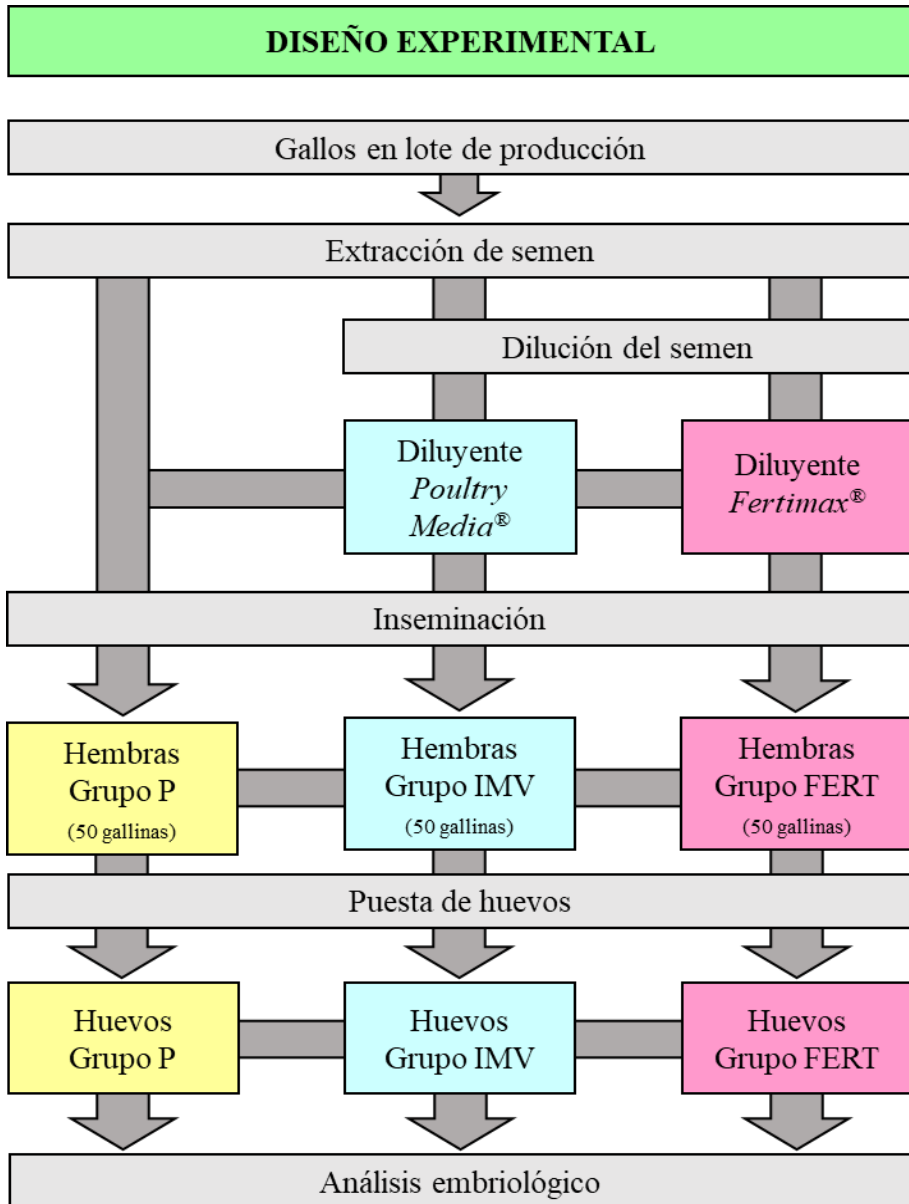 DISEÑO EXPERIMENTAL
Gallos en lote de producción
Extracción de semen
Dilución del semen
Diluyente
Poultry
Media®
Diluyente
Fertimax®
Inseminación
Hembras
Grupo P
(50 gallinas)
Hembras
Grupo IMV
(50 gallinas)
Hembras
Grupo FERT
(50 gallinas)
Puesta de huevos
Huevos
Grupo P
Huevos
Grupo IMV
Huevos
Grupo FERT
Análisis embriológico